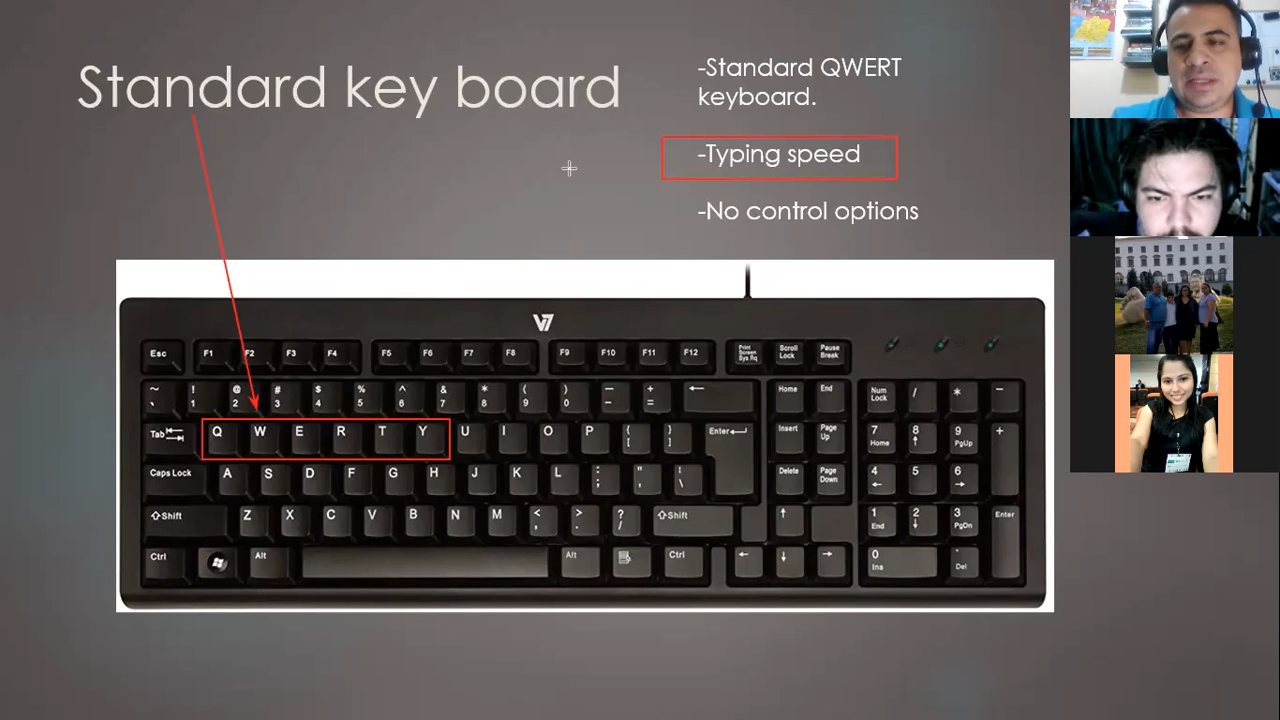 Standard key board
-Standard QWERT
keyboard.
-Typing speed
-No control options
V7
Esc F1 F2 F3 F4 F5 F6 F7 F8 F9 F10 F11 F12 Print Screen Sys Rq Scroll Lock Pause Break
~ ` ! 1 @ 2 # 3 $ 4 % 5 ^ 6 & 7 * 8 ( 9 ) 0 — – + = ← Home End Num Lock / * –
Tab Q W E R T Y U I O P { [ } ] Enter Insert Page Up 7 Home 8 ↑ 9 PgUp +
Caps Lock A S D F G H J K L : ; " ' | \ Delete Page Down 4 ← 5 6 →
⇧Shift Z X C V B N M < , > . ? / ⇧Shift ↑ 1 End 2 ↓ 3 PgDn Enter
Ctrl Alt Alt Ctrl ← ↓ → 0 Ins . Del